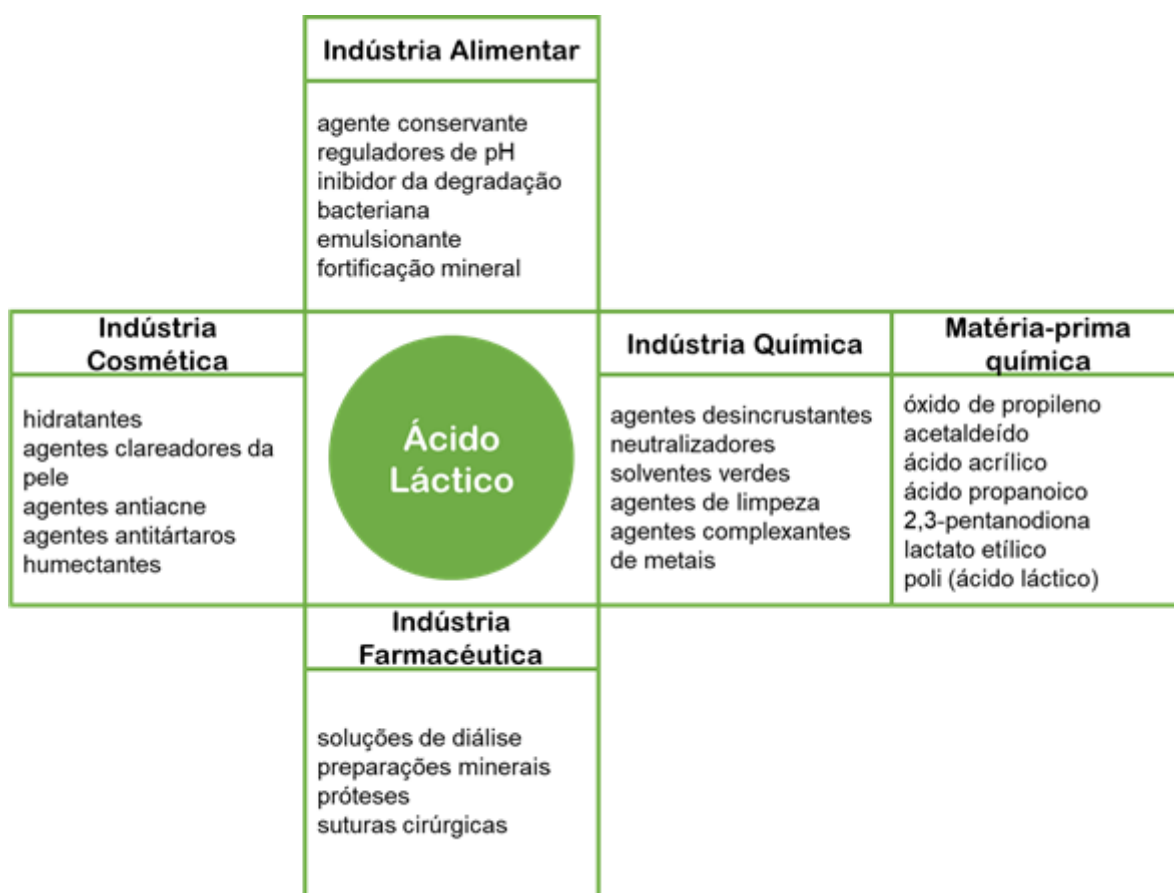 Indústria Alimentar
agente conservante
reguladores de pH
inibidor da degradação
bacteriana
emulsionante
fortificação mineral
Indústria
Cosmética
hidratantes
agentes clareadores da
pele
agentes antiacne
agentes antitártaros
humectantes
Ácido
Láctico
Indústria Química
agentes desincrustantes
neutralizadores
solventes verdes
agentes de limpeza
agentes complexantes
de metais
Matéria-prima
química
óxido de propileno
acetaldeído
ácido acrílico
ácido propanoico
2,3-pentanodiona
lactato etílico
poli (ácido láctico)
Indústria
Farmacéutica
soluções de diálise
preparações minerais
próteses
suturas cirúrgicas